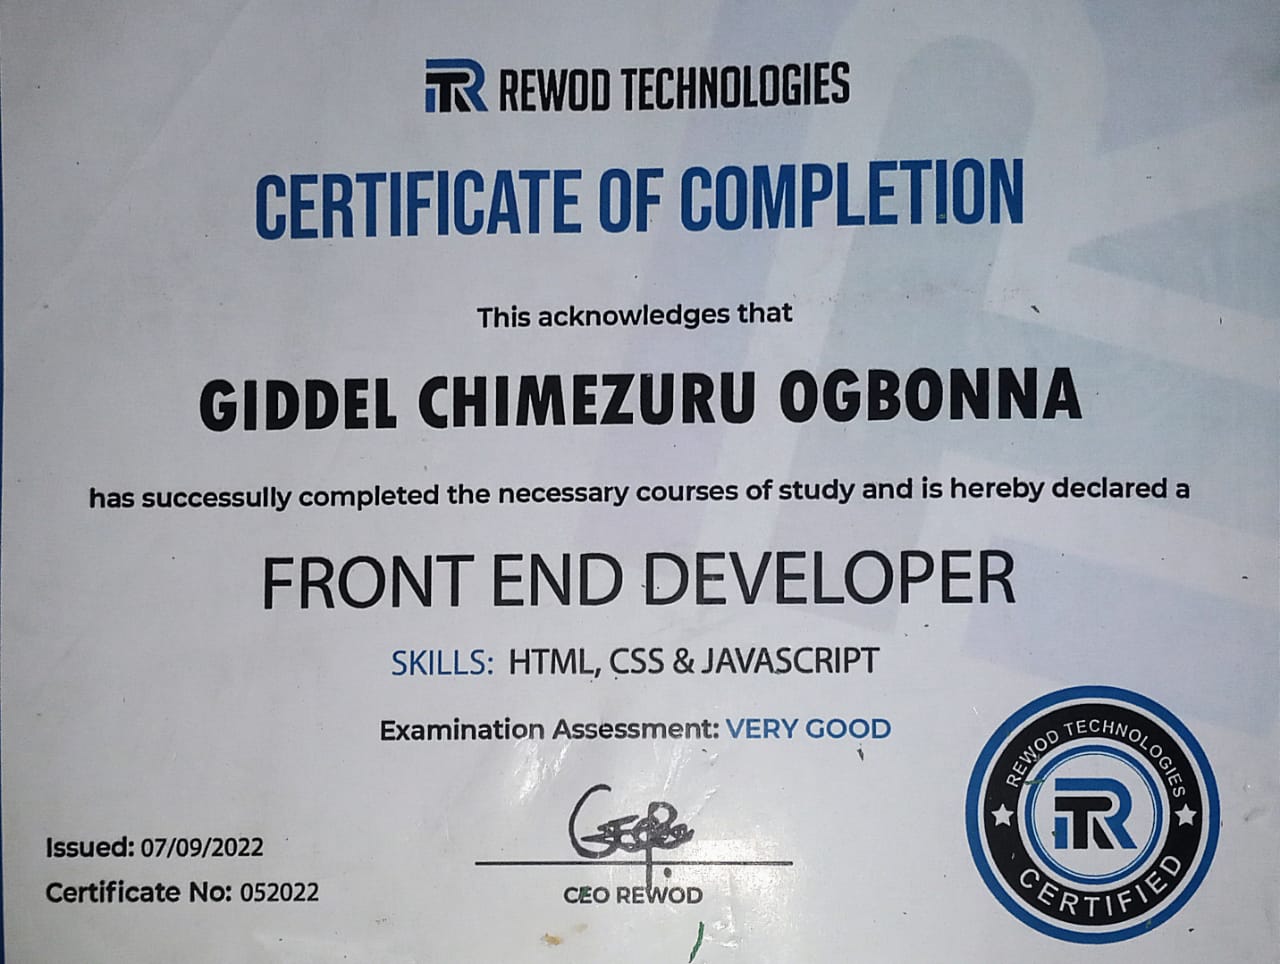 TR REWOD TECHNOLOGIES
CERTIFICATE OF COMPLETION
This acknowledges that
GIDDEL CHIMEZURU OGBONNA
has successully completed the necessary courses of study and is hereby declared a
FRONT END DEVELOPER
SKILLS: HTML, CSS & JAVASCRIPT
Examination Assessment: VERY GOOD
Issued: 07/09/2022
Certificate No: 052022
CEO REWOD
REWOD TECHNOLOGIES
TR
CERTIFIED